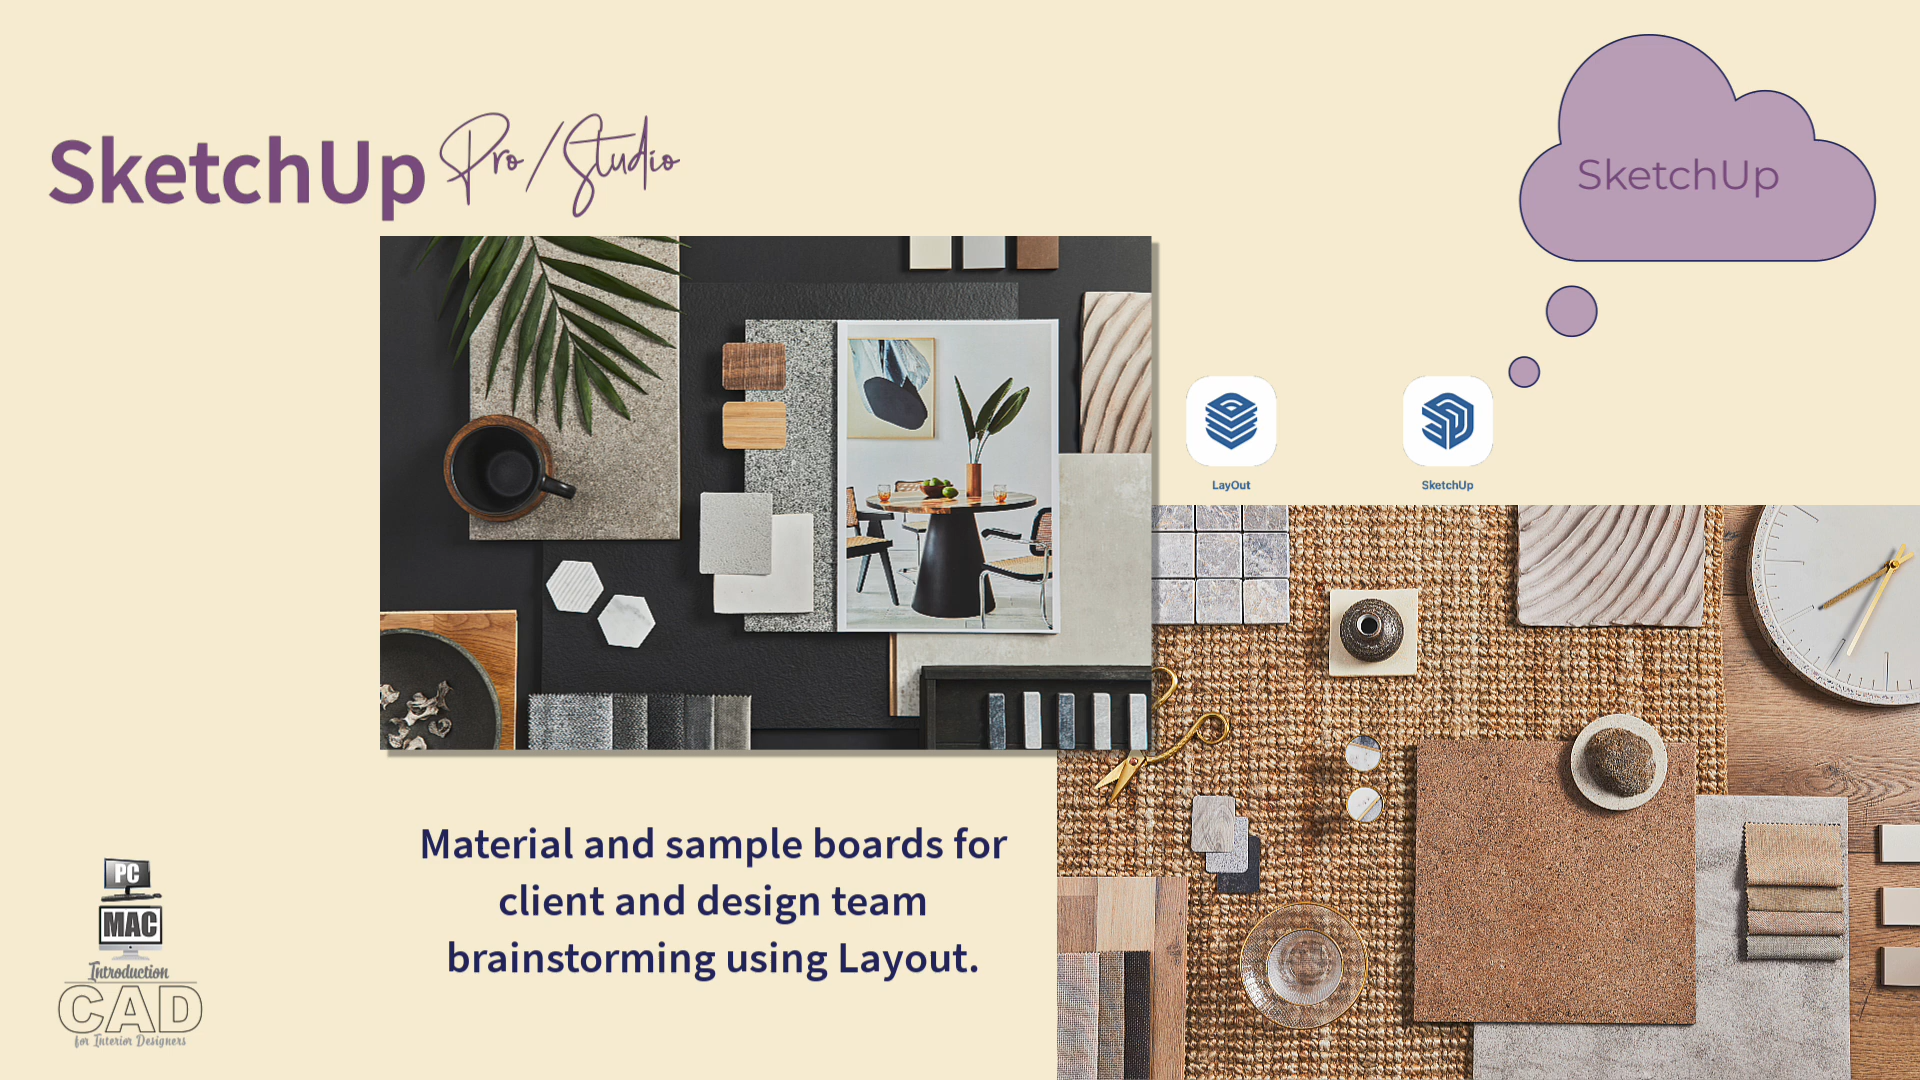 SketchUp Pro/Studio
SketchUp
LayOut
SketchUp
Material and sample boards for
client and design team
brainstorming using Layout.
PC
MAC
Introduction
CAD
for Interior Designers